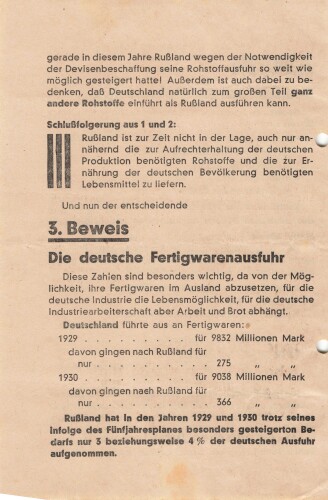 gerade in diesem Jahre Rußland wegen der Notwendigkeit
der Devisenbeschaffung seine Rohstoffausfuhr so weit wie
möglich gesteigert hatte! Außerdem ist auch dabei zu be-
denken, daß Deutschland natürlich zum großen Teil ganz
andere Rohstoffe einführt als Rußland ausführen kann.
Schlußfolgerung aus 1 und 2:
Rußland ist zur Zeit nicht in der Lage, auch nur an-
nähernd die zur Aufrechterhaltung der deutschen
Produktion benötigten Rohstoffe und die zur Er-
nährung der deutschen Bevölkerung benötigten
Lebensmittel zu liefern.
Und nun der entscheidende
3. Beweis
Die deutsche Fertigwarenausfuhr
Diese Zahlen sind besonders wichtig, da von der Mög-
lichkeit, ihre Fertigwaren im Ausland abzusetzen, für die
deutsche Industrie die Lebensmöglichkeit, für die deutsche
Industriearbeiterschaft aber Arbeit und Brot abhängt.
Deutschland führte aus an Fertigwaren:
1929 . . . . . . . . . für 9832 Millionen Mark
davon gingen nach Rußland für
nur . . . . . . . . . . 275 „ „
1930 . . . . . . . . . für 9038 Millionen Mark
davon gingen nach Rußland für
nur . . . . . . . . . . 366 „ „
Rußland hat in den Jahren 1929 und 1930 trotz seines
infolge des Fünfjahresplanes besonders gesteigerten Be-
darfs nur 3 beziehungsweise 4% der deutschen Ausfuhr
aufgenommen.